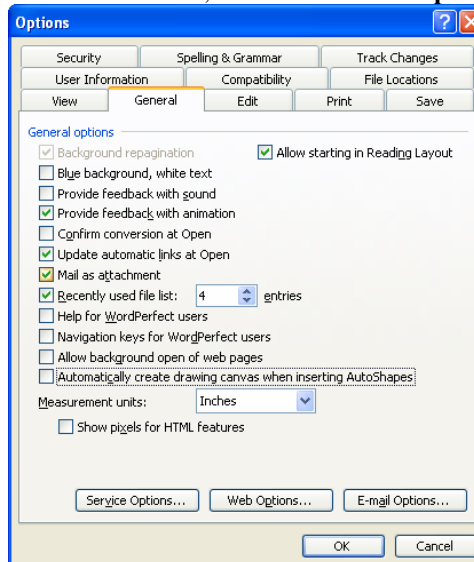 Options
Security Spelling & Grammar Track Changes
User Information Compatibility File Locations
View General Edit Print Save
General options
Background repagination Allow starting in Reading Layout
Blue background, white text
Provide feedback with sound
Provide feedback with animation
Confirm conversion at Open
Update automatic links at Open
Mail as attachment
Recently used file list: 4 entries
Help for WordPerfect users
Navigation keys for WordPerfect users
Allow background open of web pages
Automatically create drawing canvas when inserting AutoShapes
Measurement units: Inches
Show pixels for HTML features
Service Options... Web Options... E-mail Options...
OK Cancel